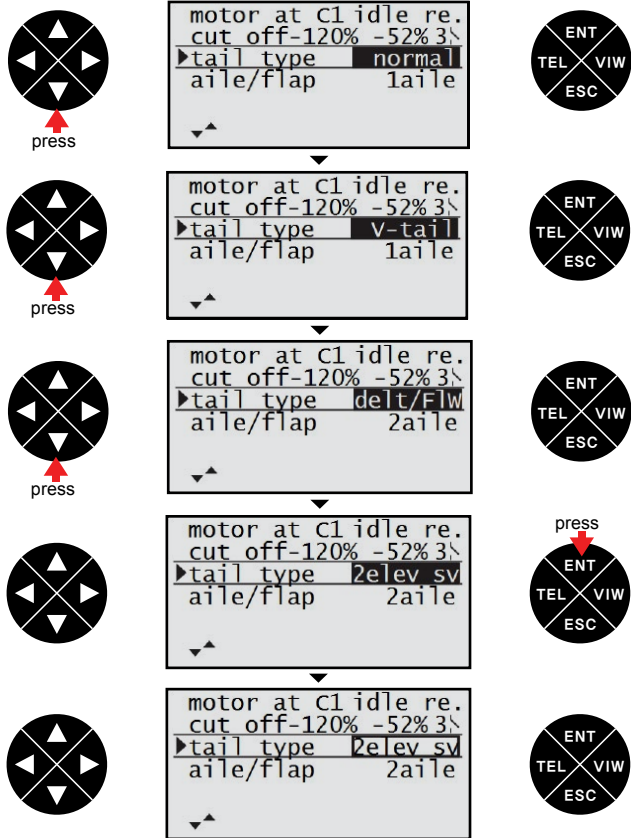 motor at C1 idle re.
cut off-120% -52% 3
tail type normal
aile/flap 1aile
ENT
TEL VIW
ESC
press
motor at C1 idle re.
cut off-120% -52% 3
tail type V-tail
aile/flap 1aile
ENT
TEL VIW
ESC
press
motor at C1 idle re.
cut off-120% -52% 3
tail type delt/FlW
aile/flap 2aile
ENT
TEL VIW
ESC
press
press
motor at C1 idle re.
cut off-120% -52% 3
tail type 2elev sv
aile/flap 2aile
ENT
TEL VIW
ESC
motor at C1 idle re.
cut off-120% -52% 3
tail type 2elev sv
aile/flap 2aile
ENT
TEL VIW
ESC